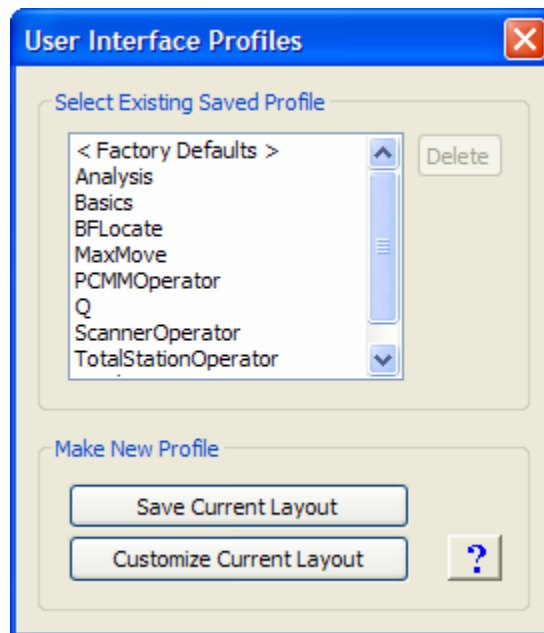 User Interface Profiles
Select Existing Saved Profile
< Factory Defaults >
Analysis
Basics
BFLocate
MaxMove
PCMMOperator
Q
ScannerOperator
TotalStationOperator
Delete
Make New Profile
Save Current Layout
Customize Current Layout
?